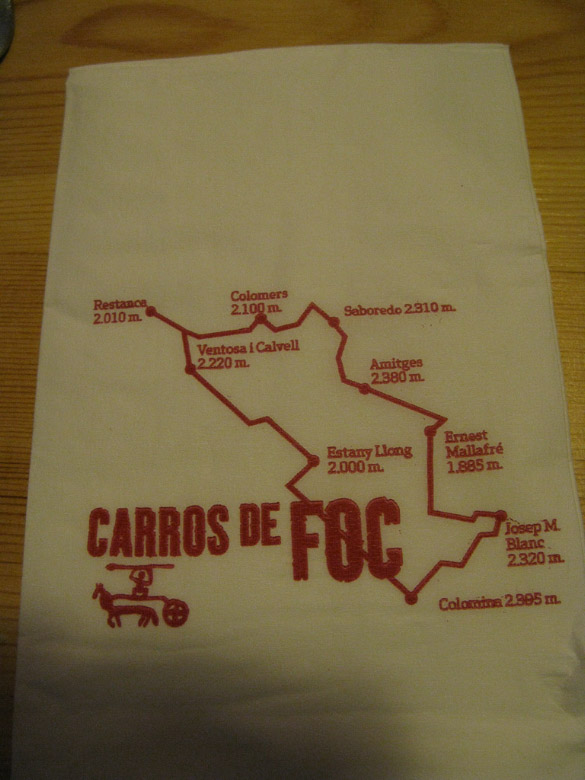 Restanca
2.010 m.
Colomers
2.100 m.
Saboredo 2.310 m.
Ventosa i Calvell
2.220 m.
Amitges
2.380 m.
Ernest
Mallafré
1.885 m.
Estany Llong
2.000 m.
CARROS DE FOC
Josep M.
Blanc
2.320 m.
Colomina 2.395 m.